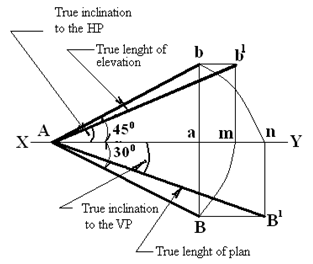 True inclination
to the HP
True lenght of
elevation
b
b¹
X
A
45⁰
30⁰
a
m
n
Y
B
B¹
True inclination
to the VP
True lenght of plan